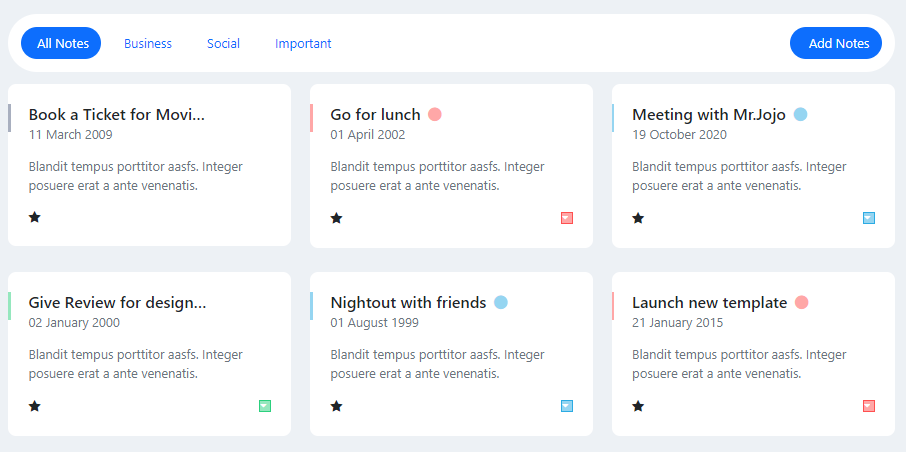 All Notes
Business
Social
Important
Add Notes
Book a Ticket for Movi...
11 March 2009
Blandit tempus porttitor aasfs. Integer
posuere erat a ante venenatis.
Go for lunch
01 April 2002
Blandit tempus porttitor aasfs. Integer
posuere erat a ante venenatis.
Meeting with Mr.Jojo
19 October 2020
Blandit tempus porttitor aasfs. Integer
posuere erat a ante venenatis.
Give Review for design...
02 January 2000
Blandit tempus porttitor aasfs. Integer
posuere erat a ante venenatis.
Nightout with friends
01 August 1999
Blandit tempus porttitor aasfs. Integer
posuere erat a ante venenatis.
Launch new template
21 January 2015
Blandit tempus porttitor aasfs. Integer
posuere erat a ante venenatis.